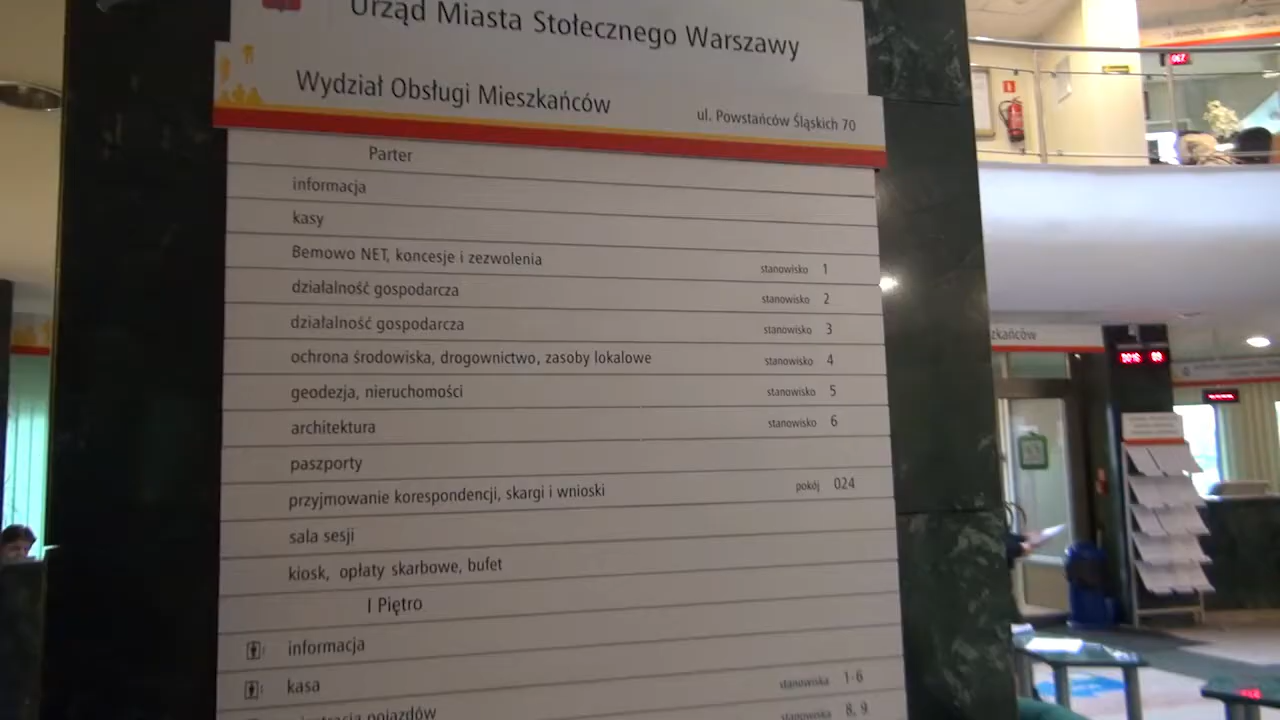 Urząd Miasta Stołecznego Warszawy
Wydział Obsługi Mieszkańców ul. Powstańców Śląskich 70
Parter
informacja
kasy
Bemowo NET, koncesje i zezwolenia stanowisko 1
działalność gospodarcza stanowisko 2
działalność gospodarcza stanowisko 3
ochrona środowiska, drogownictwo, zasoby lokalowe stanowisko 4
geodezja, nieruchomości stanowisko 5
architektura stanowisko 6
paszporty
przyjmowanie korespondencji, skargi i wnioski pokój 024
sala sesji
kiosk, opłaty skarbowe, bufet
I Piętro
informacja
kasa stanowiska 1-6
pojazdów stanowiska 8, 9
zkańców